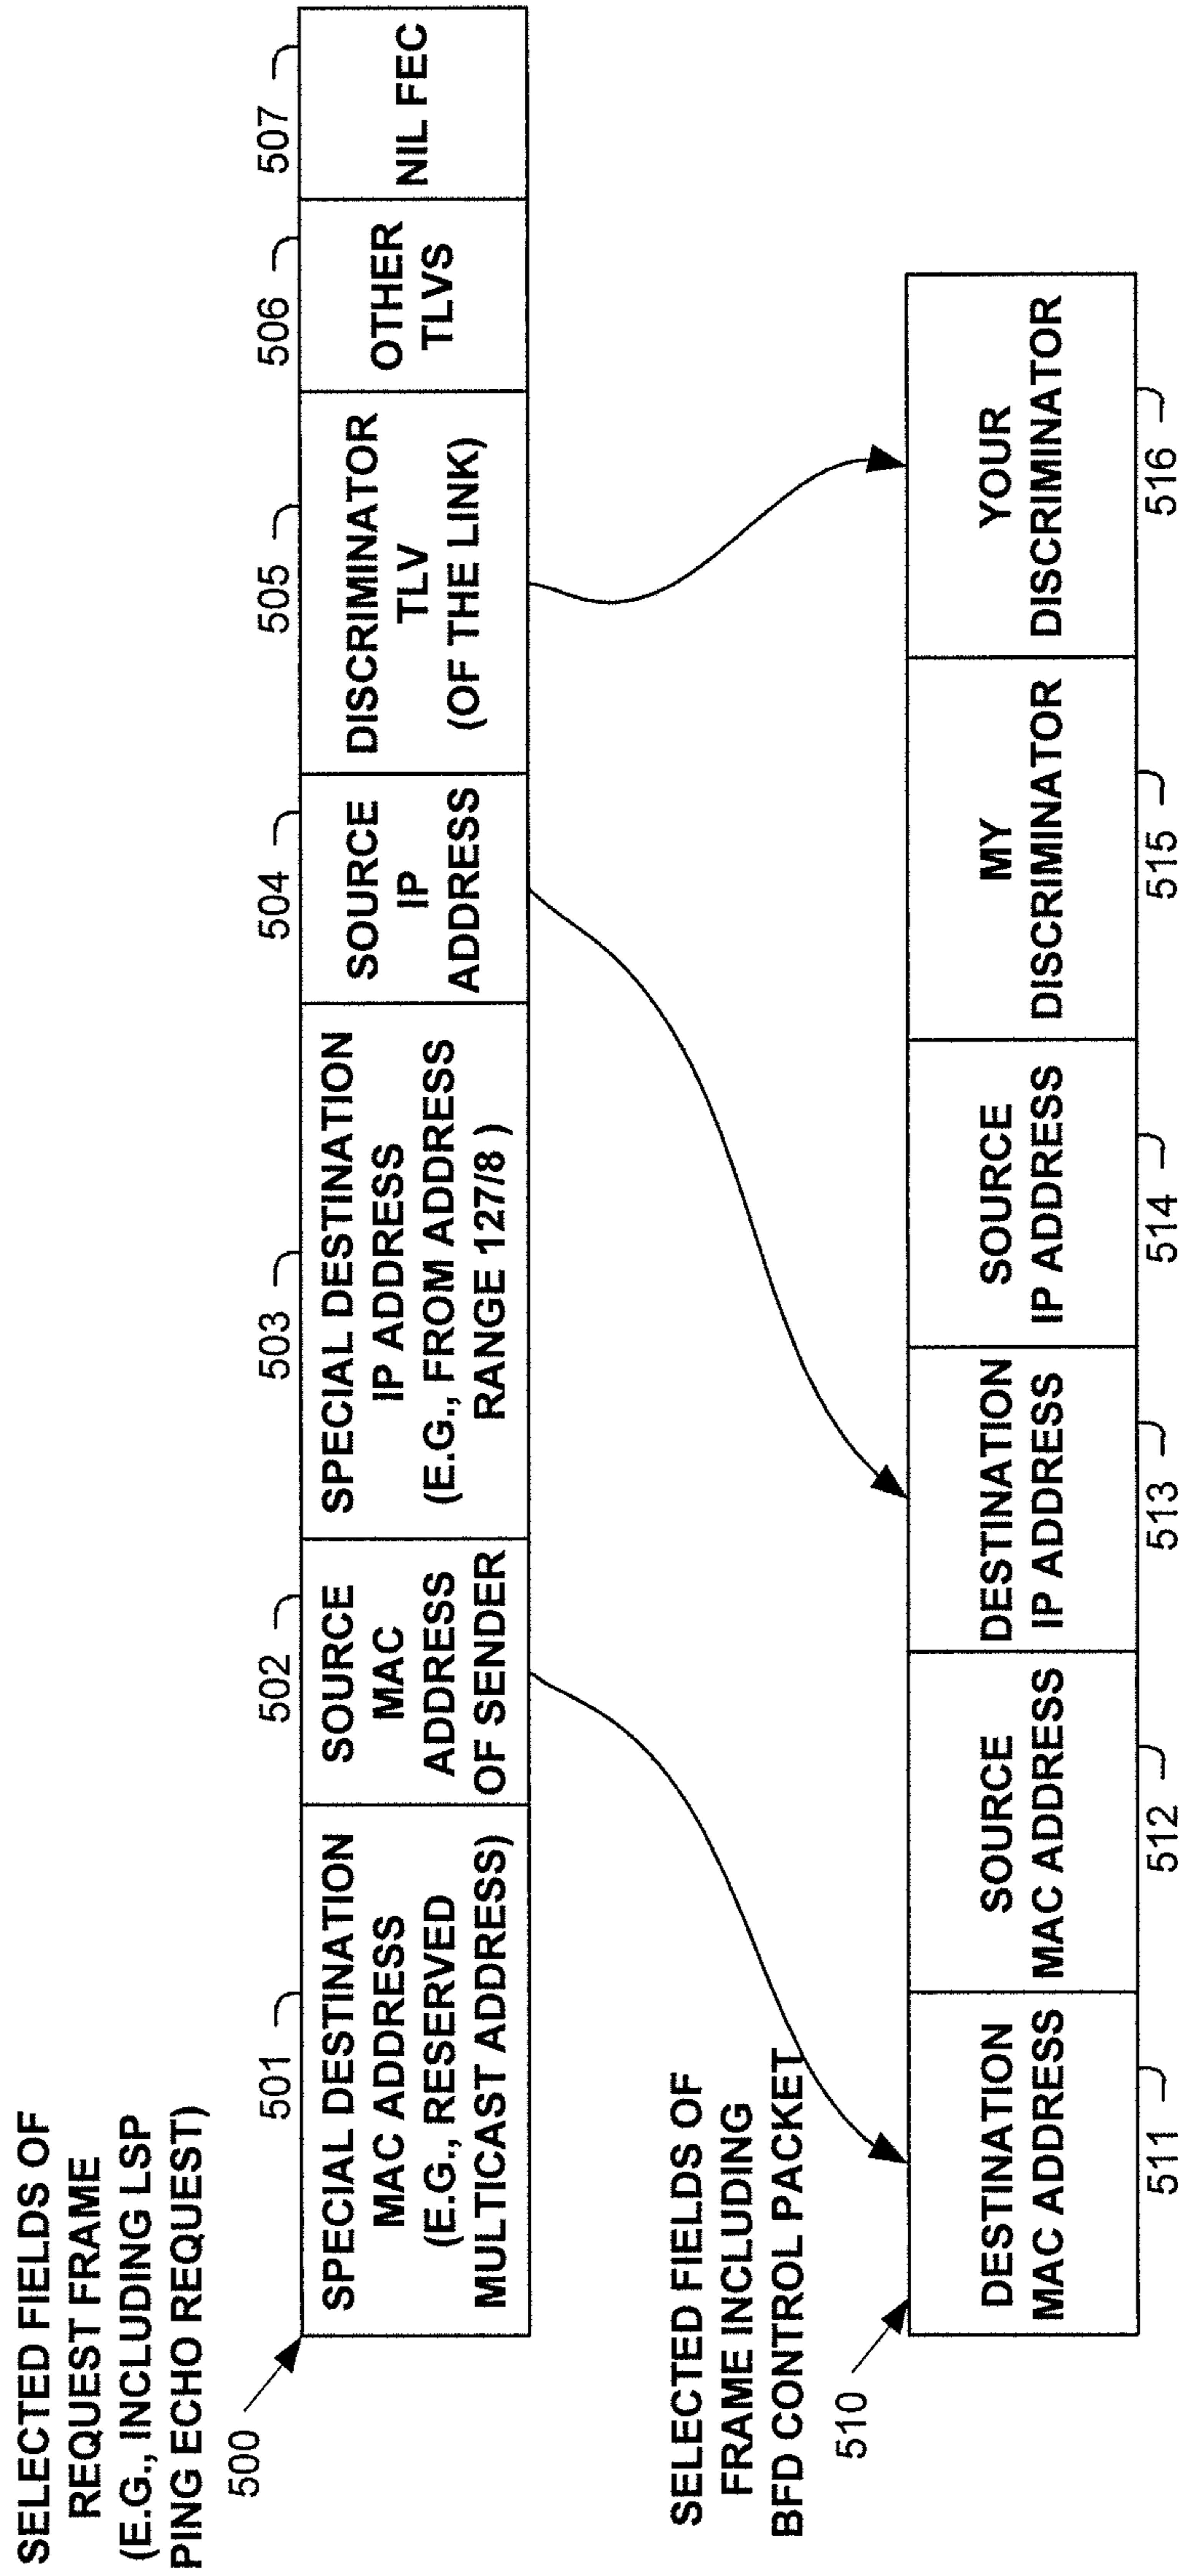 SELECTED FIELDS OF
REQUEST FRAME
(E.G., INCLUDING LSP
PING ECHO REQUEST)
500
501
502
503
504
505
506
507
SPECIAL DESTINATION
MAC ADDRESS
(E.G., RESERVED
MULTICAST ADDRESS)
SOURCE
MAC
ADDRESS
OF SENDER
SPECIAL DESTINATION
IP ADDRESS
(E.G., FROM ADDRESS
RANGE 127/8 )
SOURCE
IP
ADDRESS
DISCRIMINATOR
TLV
(OF THE LINK)
OTHER
TLVS
NIL FEC
SELECTED FIELDS OF
FRAME INCLUDING
BFD CONTROL PACKET
510
DESTINATION
MAC ADDRESS
SOURCE
MAC ADDRESS
DESTINATION
IP ADDRESS
SOURCE
IP ADDRESS
MY
DISCRIMINATOR
YOUR
DISCRIMINATOR
511
512
513
514
515
516